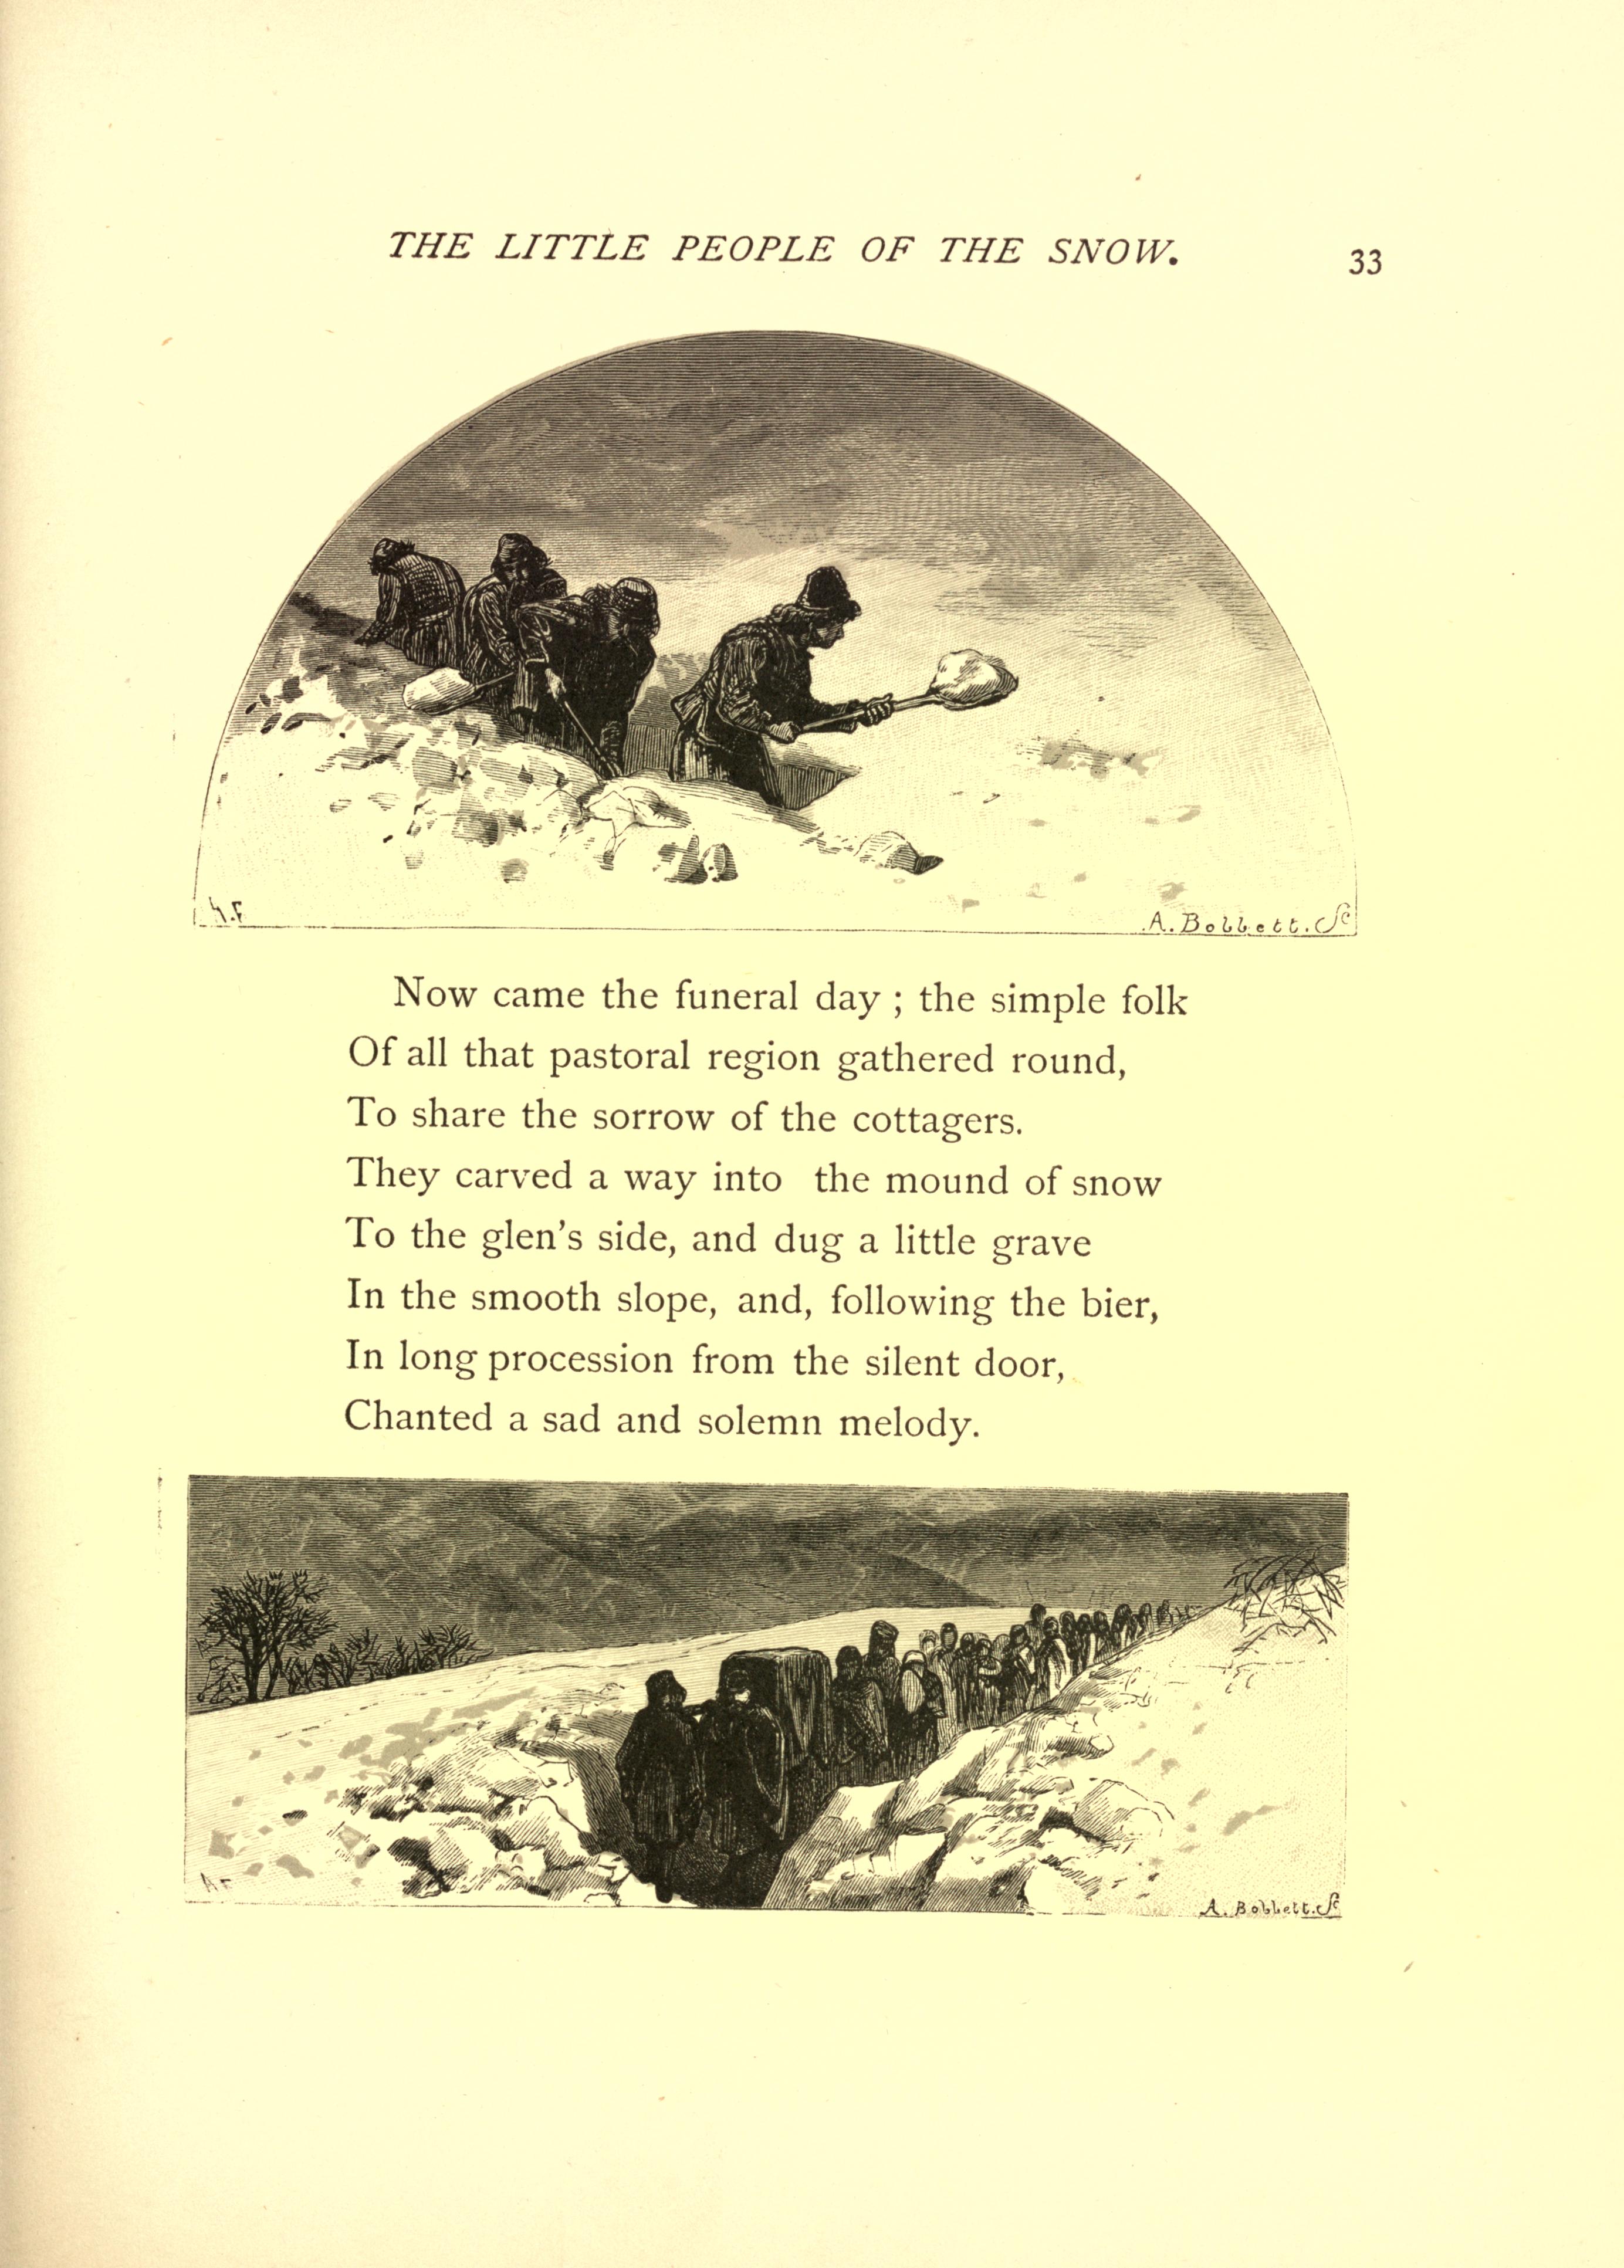 THE LITTLE PEOPLE OF THE SNOW.
33
A. Bobbett. Sc
Now came the funeral day ; the simple folk
Of all that pastoral region gathered round,
To share the sorrow of the cottagers.
They carved a way into the mound of snow
To the glen's side, and dug a little grave
In the smooth slope, and, following the bier,
In long procession from the silent door,
Chanted a sad and solemn melody.
A. Bobbett. Sc